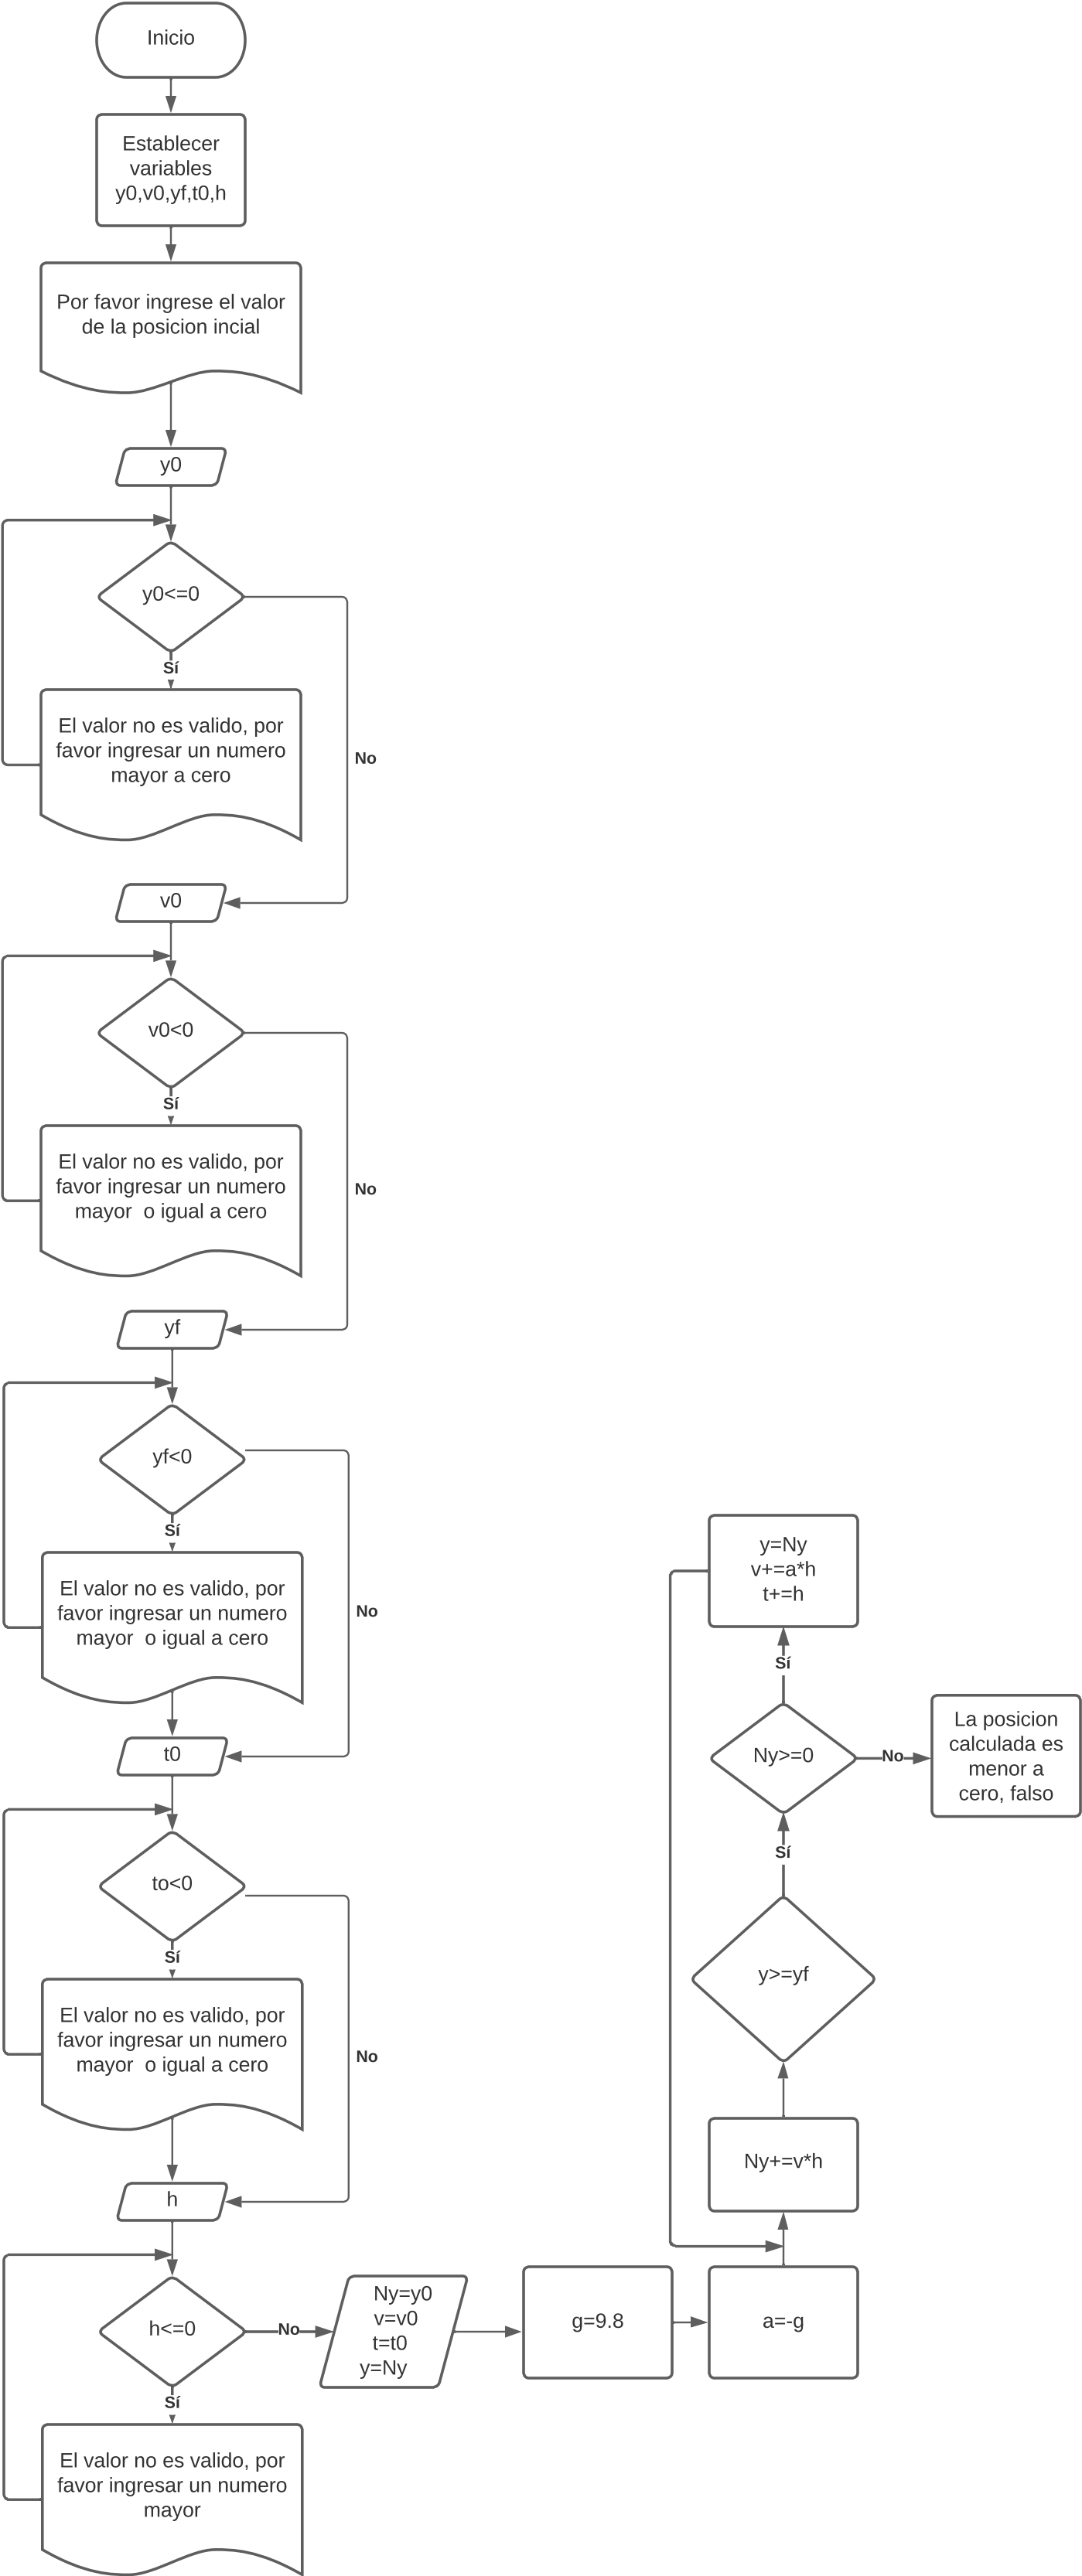 Inicio
Establecer
variables
y0,v0,yf,t0,h
Por favor ingrese el valor
de la posicion incial
y0
y0<=0
Sí
No
El valor no es valido, por
favor ingresar un numero
mayor a cero
v0
v0<0
Sí
No
El valor no es valido, por
favor ingresar un numero
mayor  o igual a cero
yf
yf<0
Sí
No
El valor no es valido, por
favor ingresar un numero
mayor  o igual a cero
t0
to<0
Sí
No
El valor no es valido, por
favor ingresar un numero
mayor  o igual a cero
h
h<=0
Sí
El valor no es valido, por
favor ingresar un numero
mayor
No
Ny=y0
v=v0
t=t0
y=Ny
g=9.8
a=-g
Ny+=v*h
y>=yf
Sí
Ny>=0
No
La posicion
calculada es
menor a
cero, falso
Sí
y=Ny
v+=a*h
t+=h